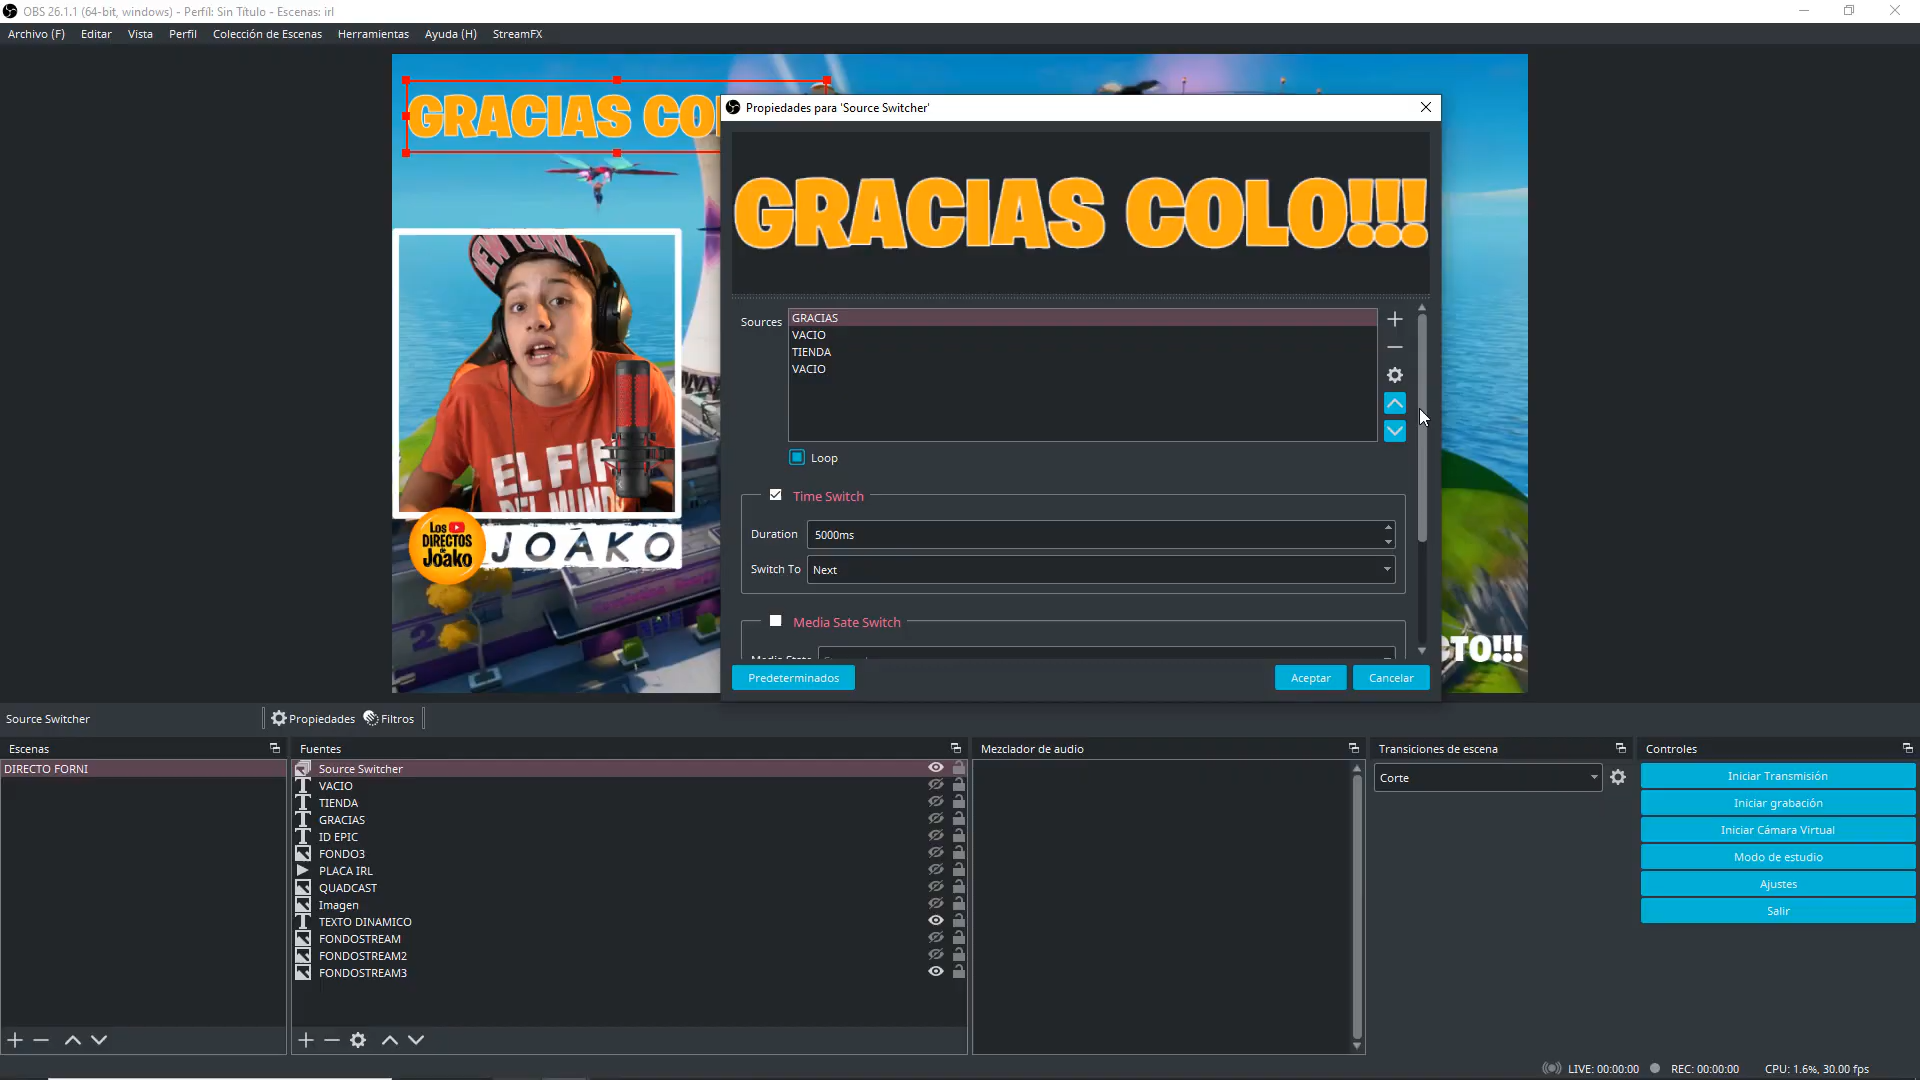 OBS 26.1.1 (64-bit, windows) - Perfil: Sin Título - Escenas: irl
Archivo (F) Editar Vista Perfil Colección de Escenas Herramientas Ayuda (H) StreamFX
GRACIAS CO
Propiedades para 'Source Switcher'
GRACIAS COLO!!!
Sources
GRACIAS
VACIO
TIENDA
VACIO
Loop
Time Switch
Duration 5000ms
Switch To Next
Media Sate Switch
Predeterminados Aceptar Cancelar
NEW YORK
EL FIN
DEL MUNDO
Los
DIRECTOS
de
Joako
JOAKO
CTO!!!
Source Switcher Propiedades Filtros
Escenas
DIRECTO FORNI
Fuentes
Source Switcher
VACIO
TIENDA
GRACIAS
ID EPIC
FONDO3
PLACA IRL
QUADCAST
Imagen
TEXTO DINAMICO
FONDOSTREAM
FONDOSTREAM2
FONDOSTREAM3
Mezclador de audio
Transiciones de escena
Corte
Controles
Iniciar Transmisión
Iniciar grabación
Iniciar Cámara Virtual
Modo de estudio
Ajustes
Salir
LIVE: 00:00:00 REC: 00:00:00 CPU: 1.6%, 30.00 fps